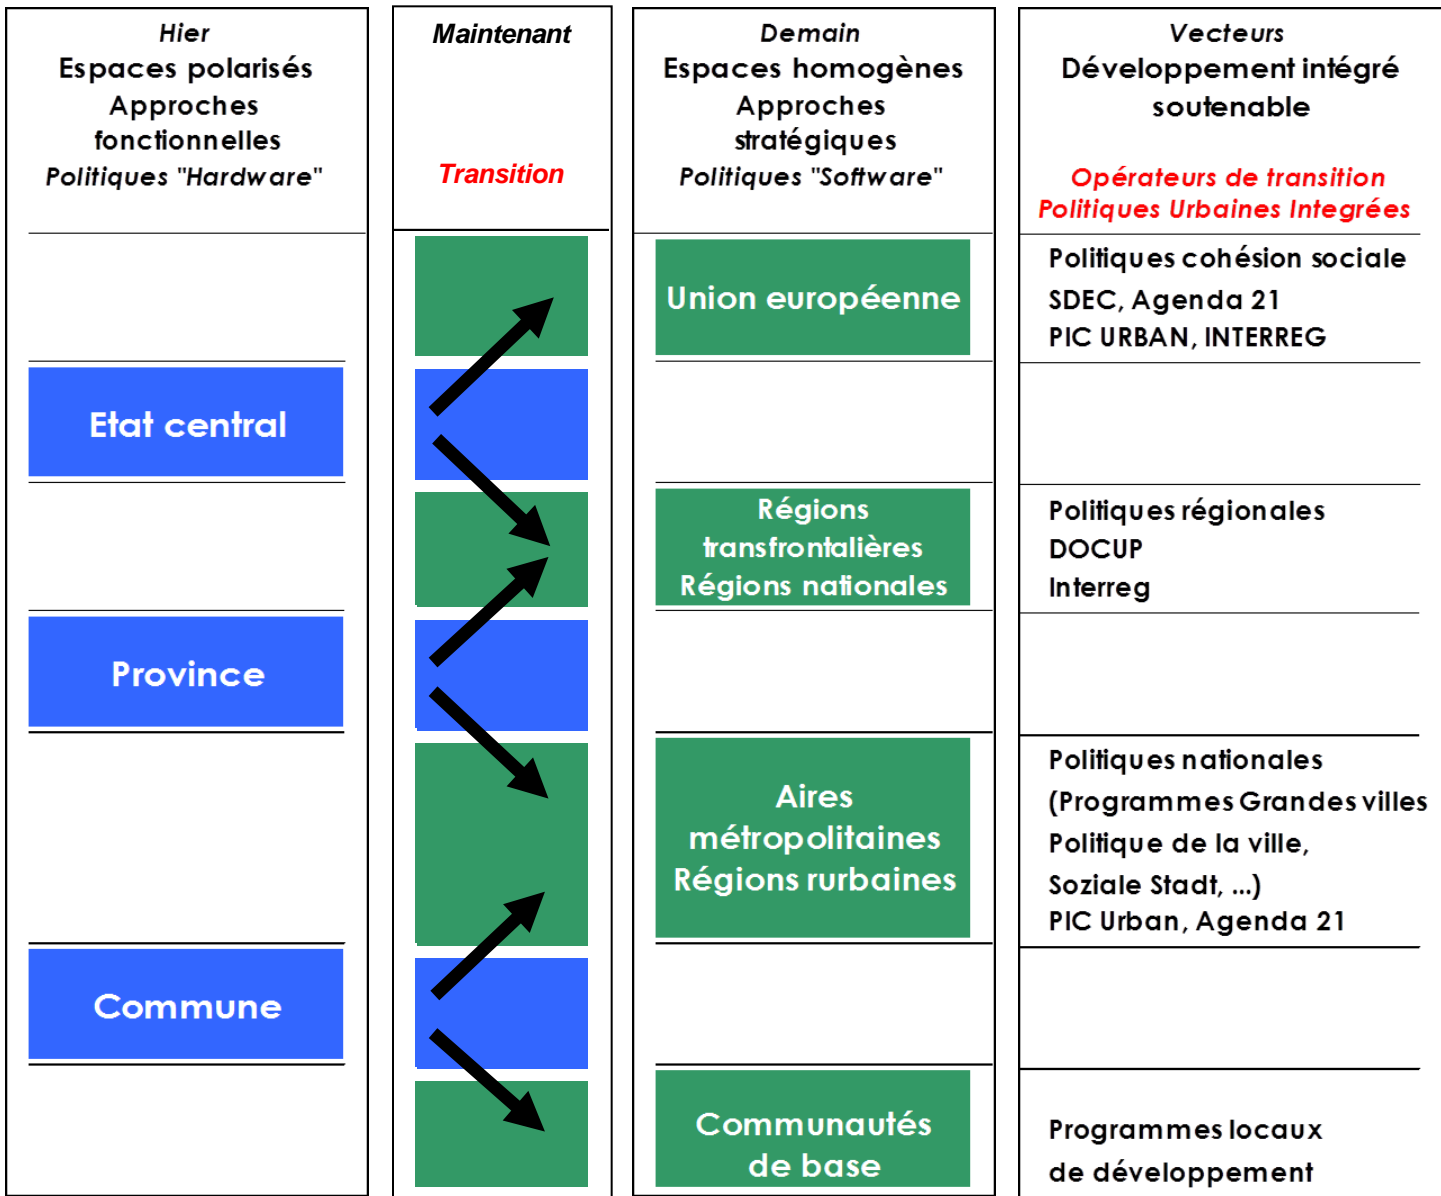 Hier
Espaces polarisés
Approches
fonctionnelles
Politiques "Hardware"
Etat central
Province
Commune
Maintenant
Transition
Demain
Espaces homogènes
Approches
stratégiques
Politiques "Software"
Union européenne
Régions
transfrontalières
Régions nationales
Aires
métropolitaines
Régions rurbaines
Communautés
de base
Vecteurs
Développement intégré
soutenable
Opérateurs de transition
Politiques Urbaines Integrées
Politiques cohésion sociale
SDEC, Agenda 21
PIC URBAN, INTERREG
Politiques régionales
DOCUP
Interreg
Politiques nationales
(Programmes Grandes villes
Politique de la ville,
Soziale Stadt, ...)
PIC Urban, Agenda 21
Programmes locaux
de développement